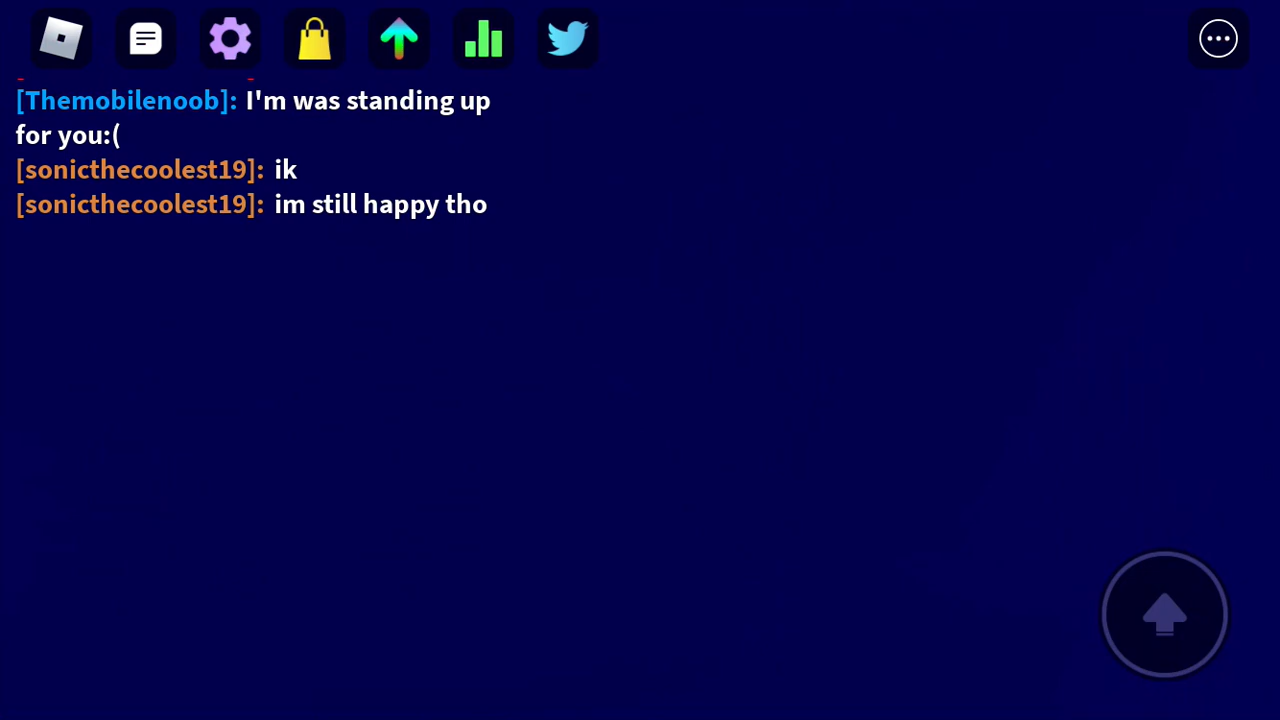 [Themobilenoob]: I'm was standing up
for you:(
[sonicthecoolest19]: ik
[sonicthecoolest19]: im still happy tho